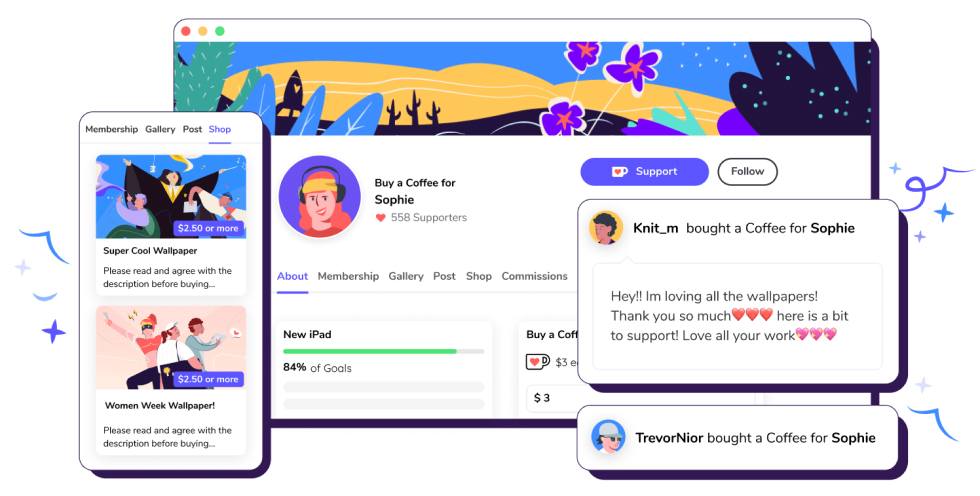 Membership Gallery Post Shop
$2.50 or more
Super Cool Wallpaper
Please read and agree with the
description before buying...
$2.50 or more
Women Week Wallpaper!
Please read and agree with the
description before buying...
Buy a Coffee for
Sophie
558 Supporters
Support
Follow
About Membership Gallery Post Shop Commissions
New iPad
84% of Goals
Buy a Coff
$3 e
$ 3
Knit_m bought a Coffee for Sophie
Hey!! Im loving all the wallpapers!
Thank you so much❤️❤️❤️ here is a bit
to support! Love all your work💖💖💖
TrevorNior bought a Coffee for Sophie